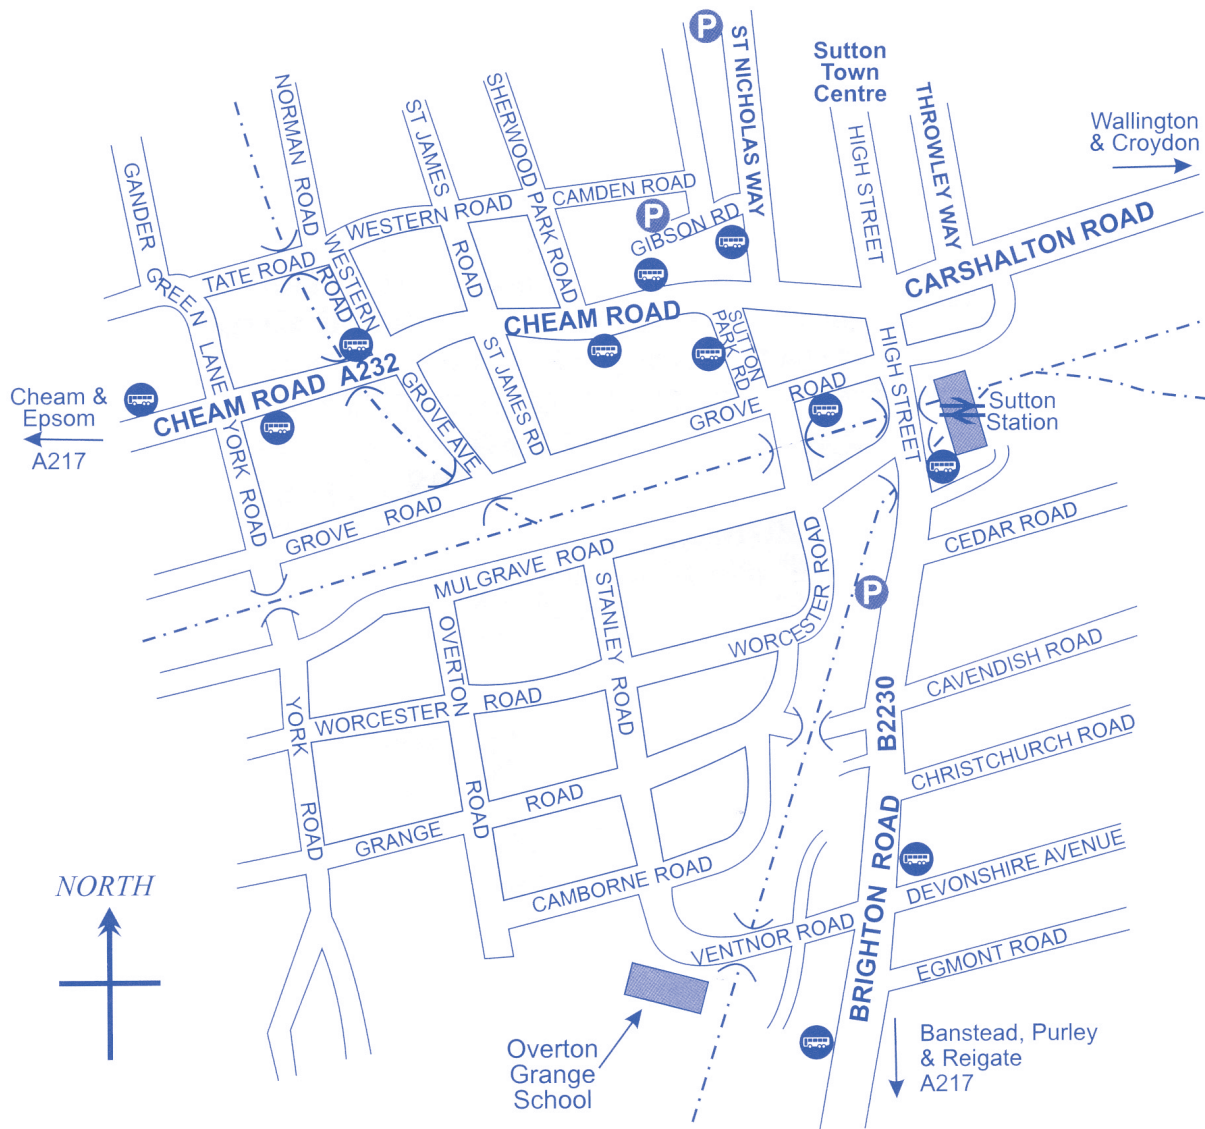 P
ST NICHOLAS WAY
Sutton
Town
Centre
THROWLEY WAY
HIGH STREET
Wallington
& Croydon
NORMAN ROAD
ST JAMES
ROAD
SHERWOOD PARK ROAD
GANDER GREEN LANE
WESTERN ROAD
CAMDEN ROAD
P
GIBSON RD
TATE ROAD
WESTERN
ROAD
CARSHALTON ROAD
CHEAM ROAD
SUTTON
PARK RD
HIGH STREET
ST JAMES RD
CHEAM ROAD A232
GROVE AVE
GROVE ROAD
Cheam &
Epsom
A217
Sutton
Station
YORK ROAD
GROVE ROAD
CEDAR ROAD
MULGRAVE ROAD
P
STANLEY ROAD
OVERTON ROAD
WORCESTER ROAD
CAVENDISH ROAD
YORK ROAD
WORCESTER ROAD
B2230
CHRISTCHURCH ROAD
GRANGE ROAD
CAMBORNE ROAD
DEVONSHIRE AVENUE
VENTNOR ROAD
BRIGHTON ROAD
EGMONT ROAD
NORTH
Overton
Grange
School
Banstead, Purley
& Reigate
A217